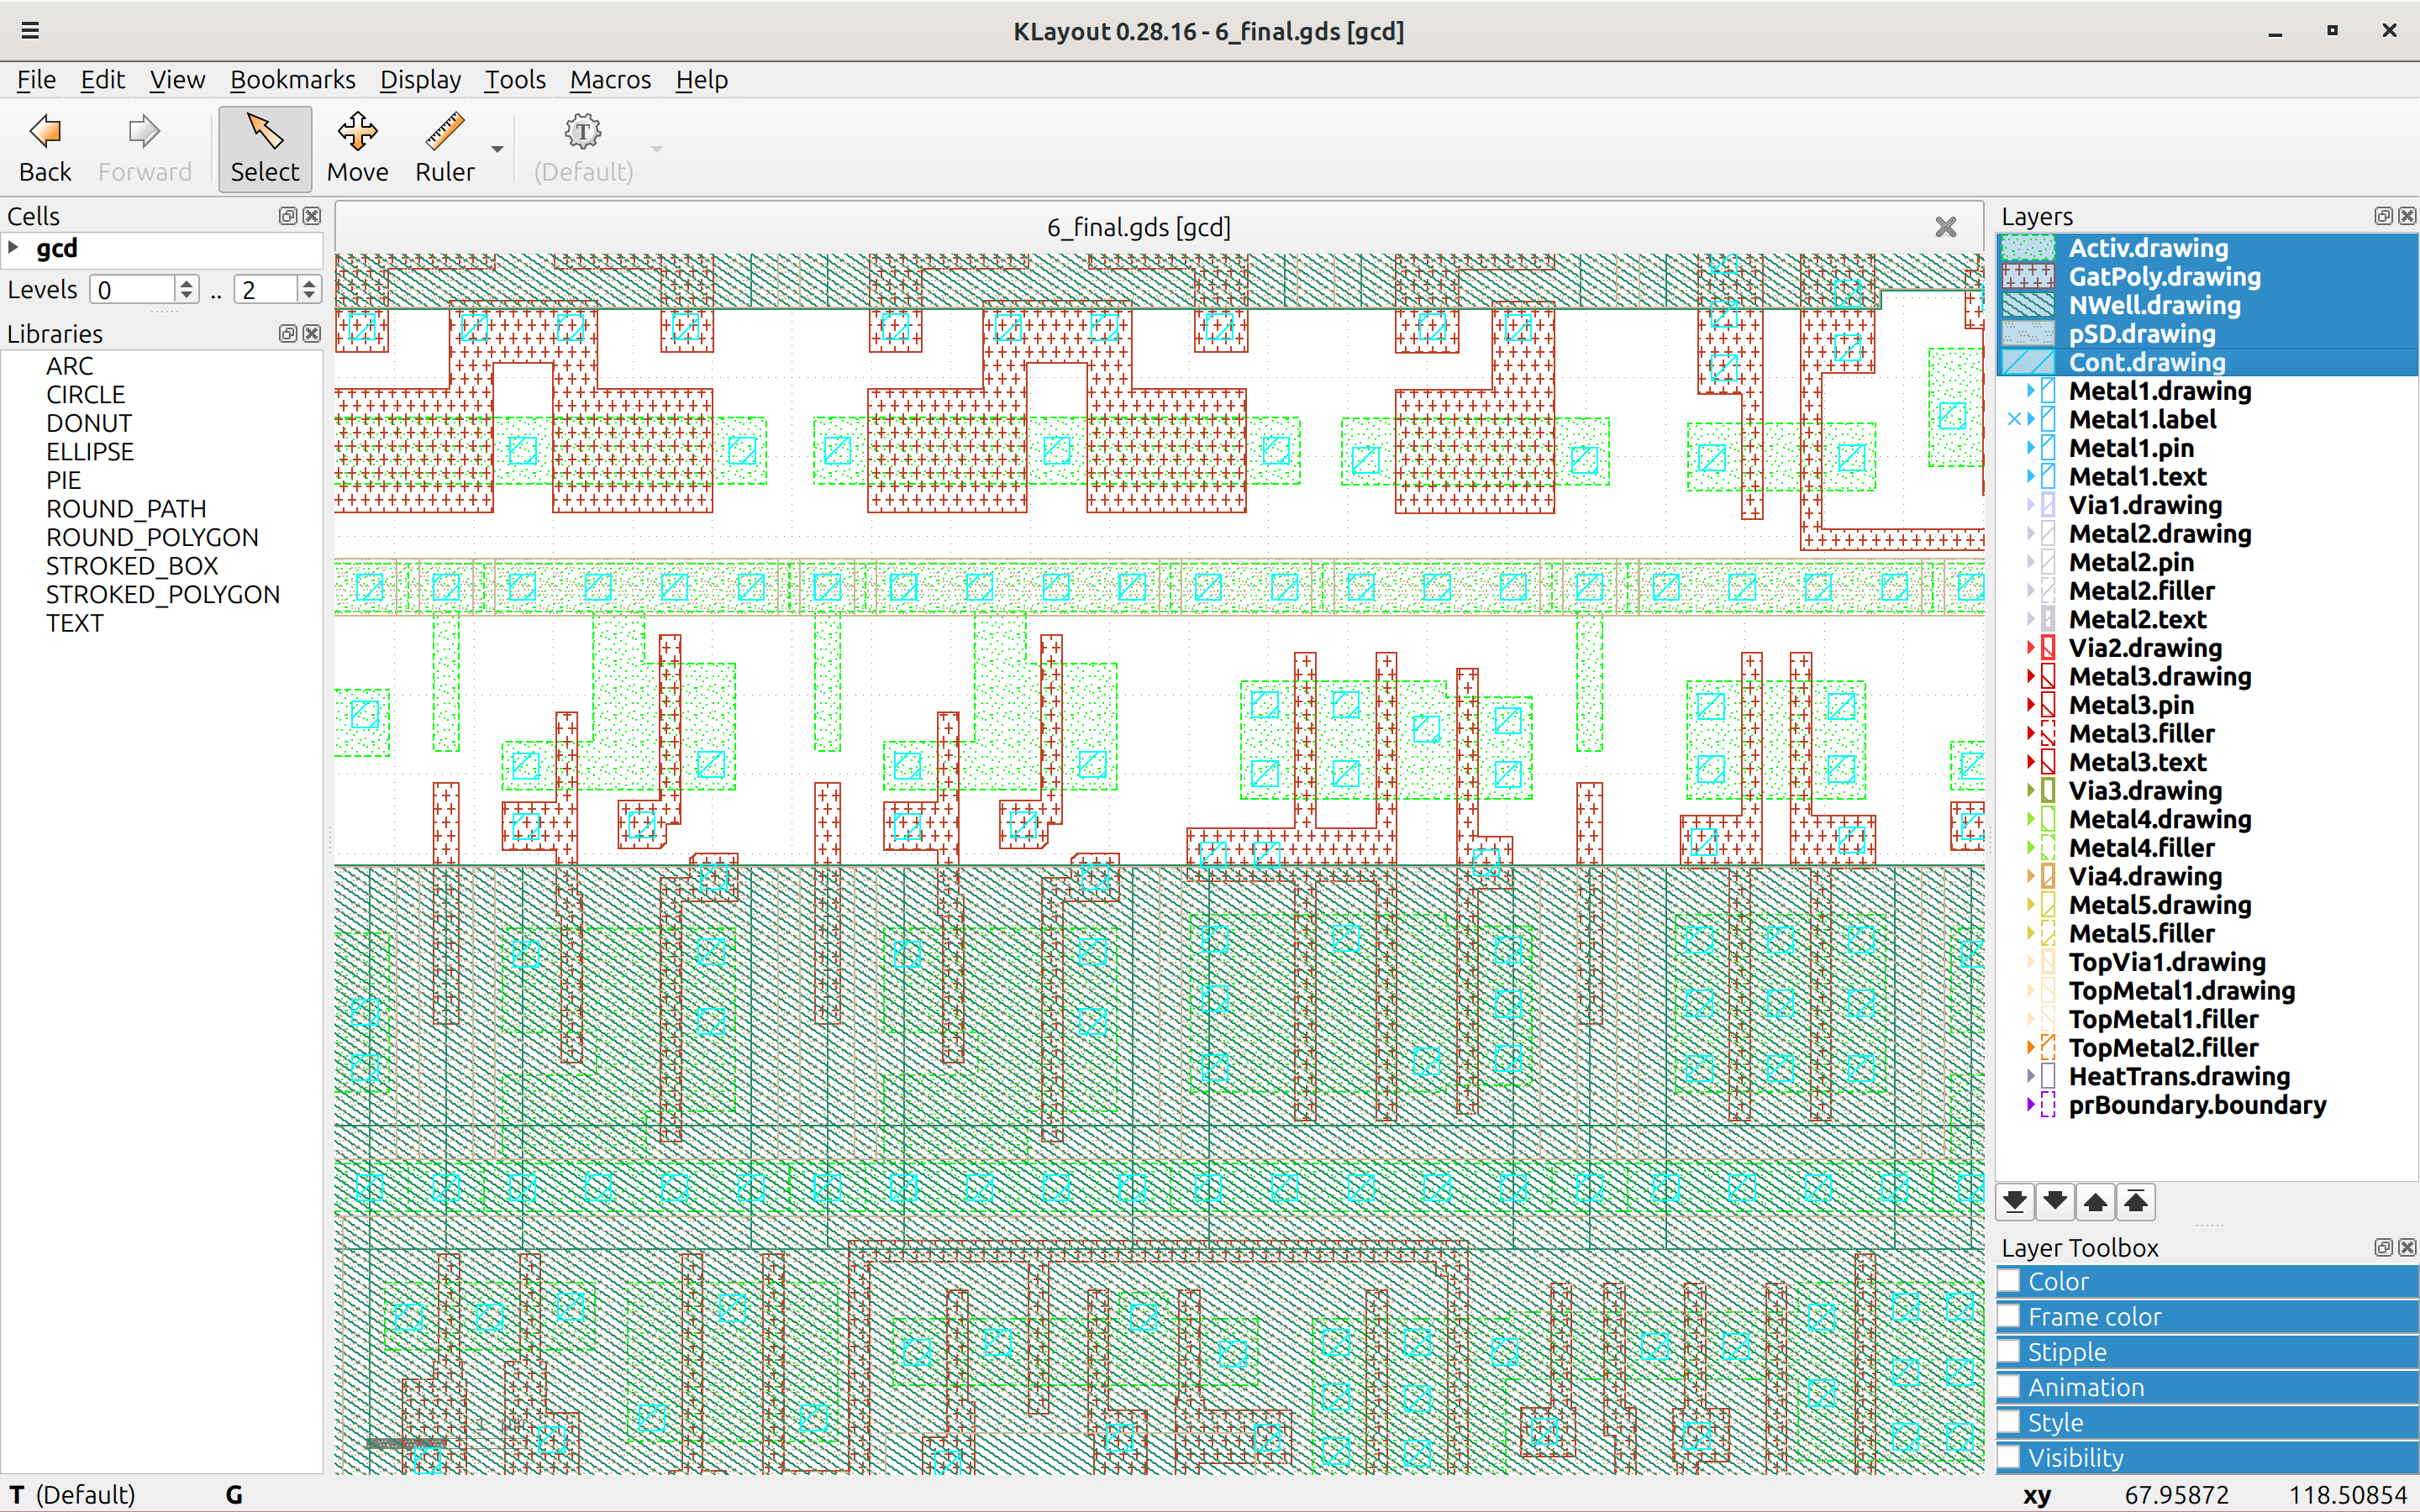 KLayout 0.28.16 - 6_final.gds [gcd]
File Edit View Bookmarks Display Tools Macros Help
Back Forward Select Move Ruler (Default)
Cells
gcd
Levels 0 .. 2
Libraries
ARC
CIRCLE
DONUT
ELLIPSE
PIE
ROUND_PATH
ROUND_POLYGON
STROKED_BOX
STROKED_POLYGON
TEXT
6_final.gds [gcd]
Layers
Activ.drawing
GatPoly.drawing
NWell.drawing
pSD.drawing
Cont.drawing
Metal1.drawing
Metal1.label
Metal1.pin
Metal1.text
Via1.drawing
Metal2.drawing
Metal2.pin
Metal2.filler
Metal2.text
Via2.drawing
Metal3.drawing
Metal3.pin
Metal3.filler
Metal3.text
Via3.drawing
Metal4.drawing
Metal4.filler
Via4.drawing
Metal5.drawing
Metal5.filler
TopVia1.drawing
TopMetal1.drawing
TopMetal1.filler
TopMetal2.filler
HeatTrans.drawing
prBoundary.boundary
Layer Toolbox
Color
Frame color
Stipple
Animation
Style
Visibility
T (Default) G xy 67.95872 118.50854